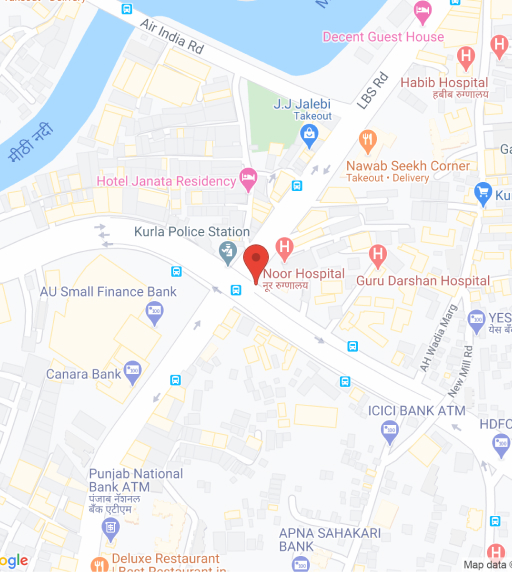 Takeout • Delivery
Air India Rd
Decent Guest House
Habib Hospital
हबीब रुग्णालय
LBS Rd
J.J Jalebi
Takeout
मीठी नदी
Nawab Seekh Corner
Takeout • Delivery
Hotel Janata Residency
Kurla Police Station
Noor Hospital
नूर रुग्णालय
Guru Darshan Hospital
AU Small Finance Bank
AH Wadia Marg
New Mill Rd
YES
येस बँ
Canara Bank
ICICI BANK ATM
HDFC
Punjab National
Bank ATM
पंजाब नॅशनल
बँक एटीएम
APNA SAHAKARI
BANK
Deluxe Restaurant
| Best Restaurant in
ogle
Map data ©